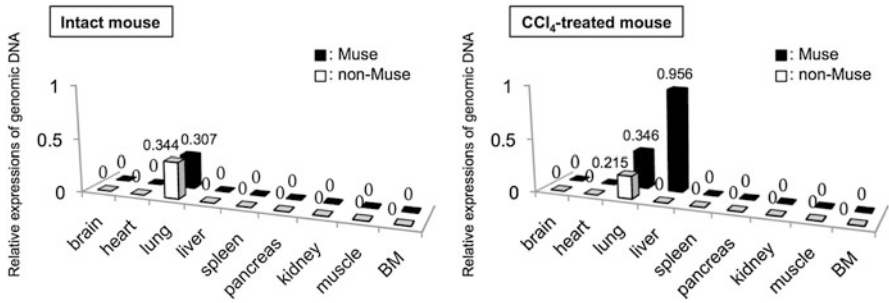 Intact mouse
Relative expressions of genomic DNA
■: Muse
□: non-Muse
1
0.5
0
0 0 0.344 0.307 0 0 0 0 0 0
0 0 0 0 0 0 0 0
brain
heart
lung
liver
spleen
pancreas
kidney
muscle
BM
CCl₄-treated mouse
Relative expressions of genomic DNA
■: Muse
□: non-Muse
1
0.5
0
0.956
0 0 0.215 0.346 0 0 0 0 0
0 0 0 0 0 0 0 0
brain
heart
lung
liver
spleen
pancreas
kidney
muscle
BM